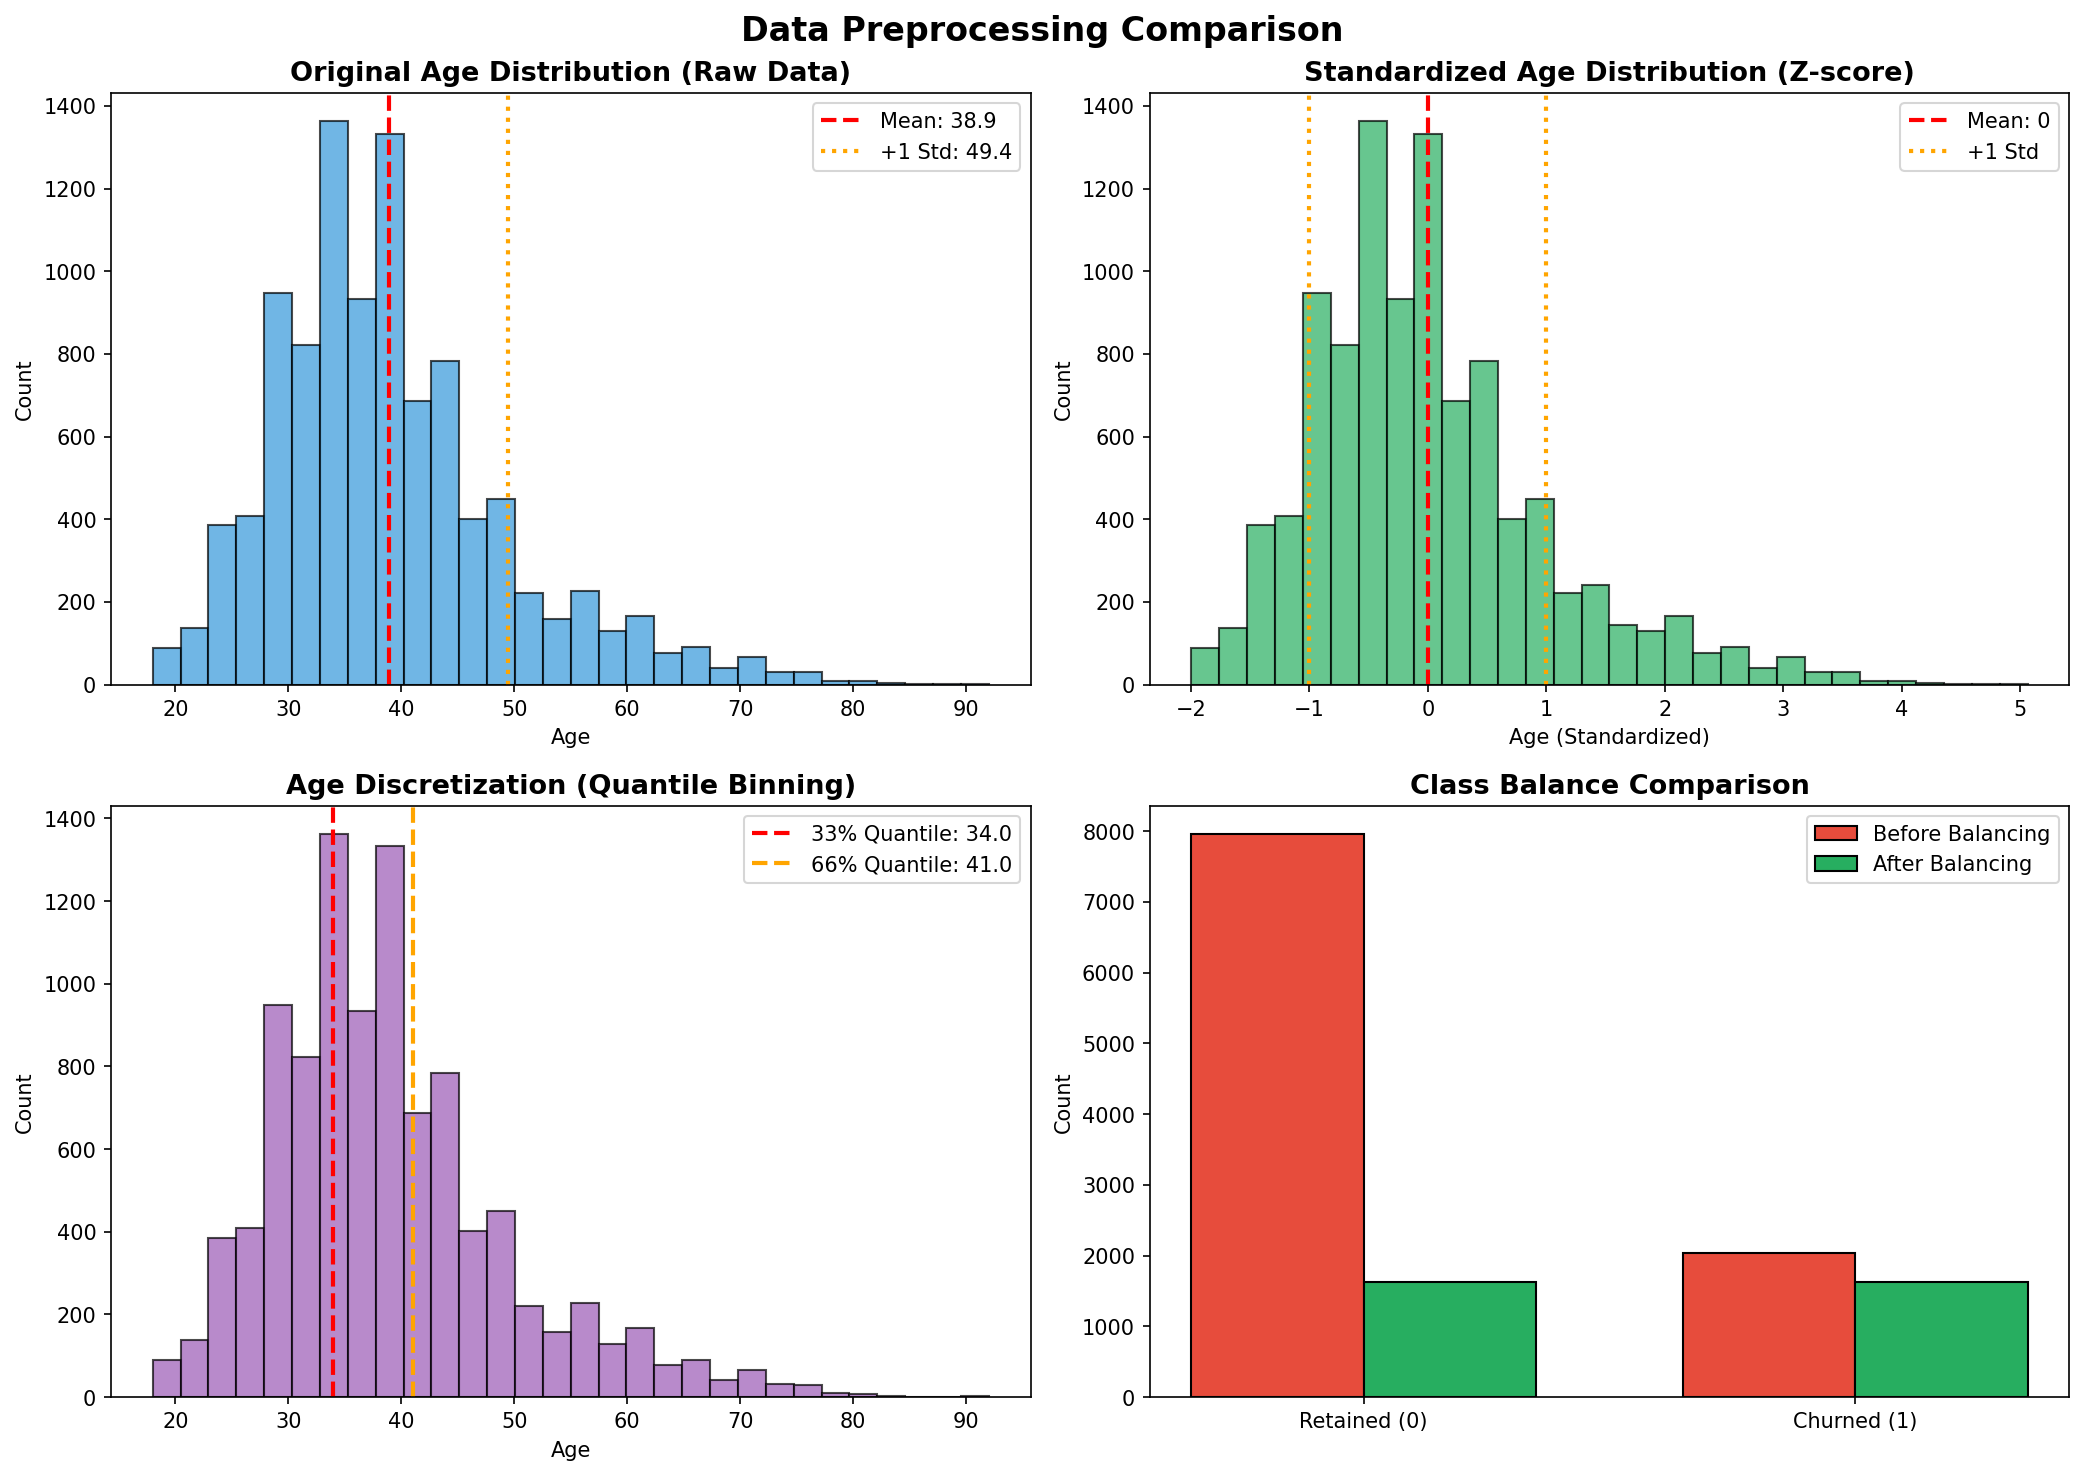 Data Preprocessing Comparison
Original Age Distribution (Raw Data)
Mean: 38.9
+1 Std: 49.4
1400
1200
1000
800
600
400
200
0
Count
20 30 40 50 60 70 80 90
Age
Standardized Age Distribution (Z-score)
Mean: 0
+1 Std
1400
1200
1000
800
600
400
200
0
Count
−2 −1 0 1 2 3 4 5
Age (Standardized)
Age Discretization (Quantile Binning)
33% Quantile: 34.0
66% Quantile: 41.0
1400
1200
1000
800
600
400
200
0
Count
20 30 40 50 60 70 80 90
Age
Class Balance Comparison
Before Balancing
After Balancing
8000
7000
6000
5000
4000
3000
2000
1000
0
Count
Retained (0) Churned (1)